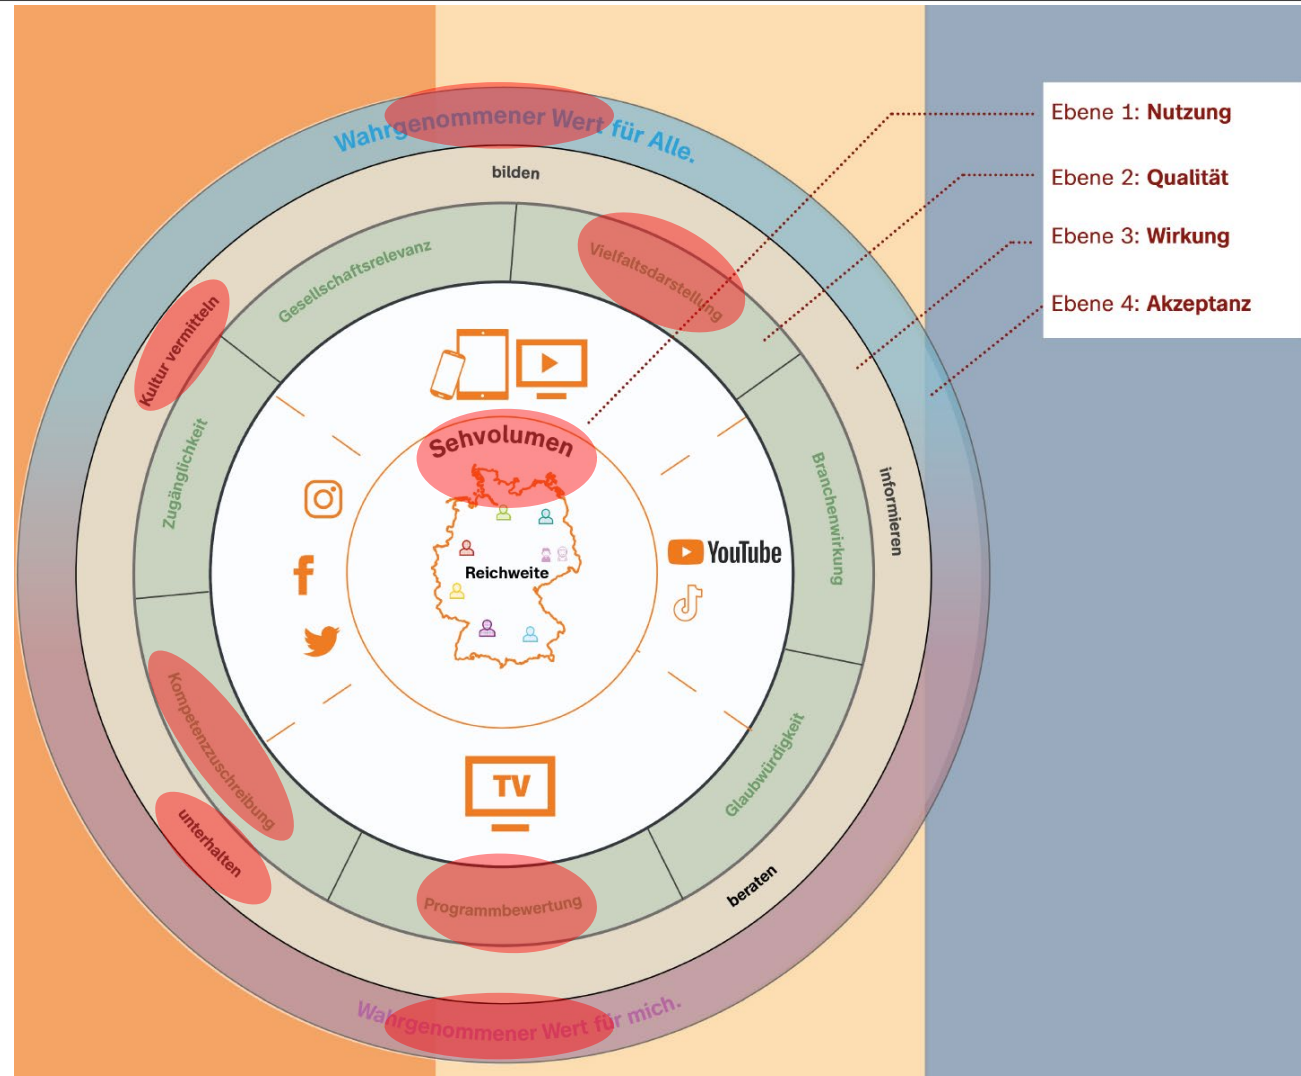 Wahrgenommener Wert für Alle.
bilden
Gesellschaftsrelevanz
Vielfaltsdarstellung
Kultur vermitteln
Zugänglichkeit
Sehvolumen
Reichweite
YouTube
Branchenwirkung
informieren
Kompetenzzuschreibung
unterhalten
TV
Glaubwürdigkeit
beraten
Programmbewertung
Wahrgenommener Wert für mich.
Ebene 1: Nutzung
Ebene 2: Qualität
Ebene 3: Wirkung
Ebene 4: Akzeptanz